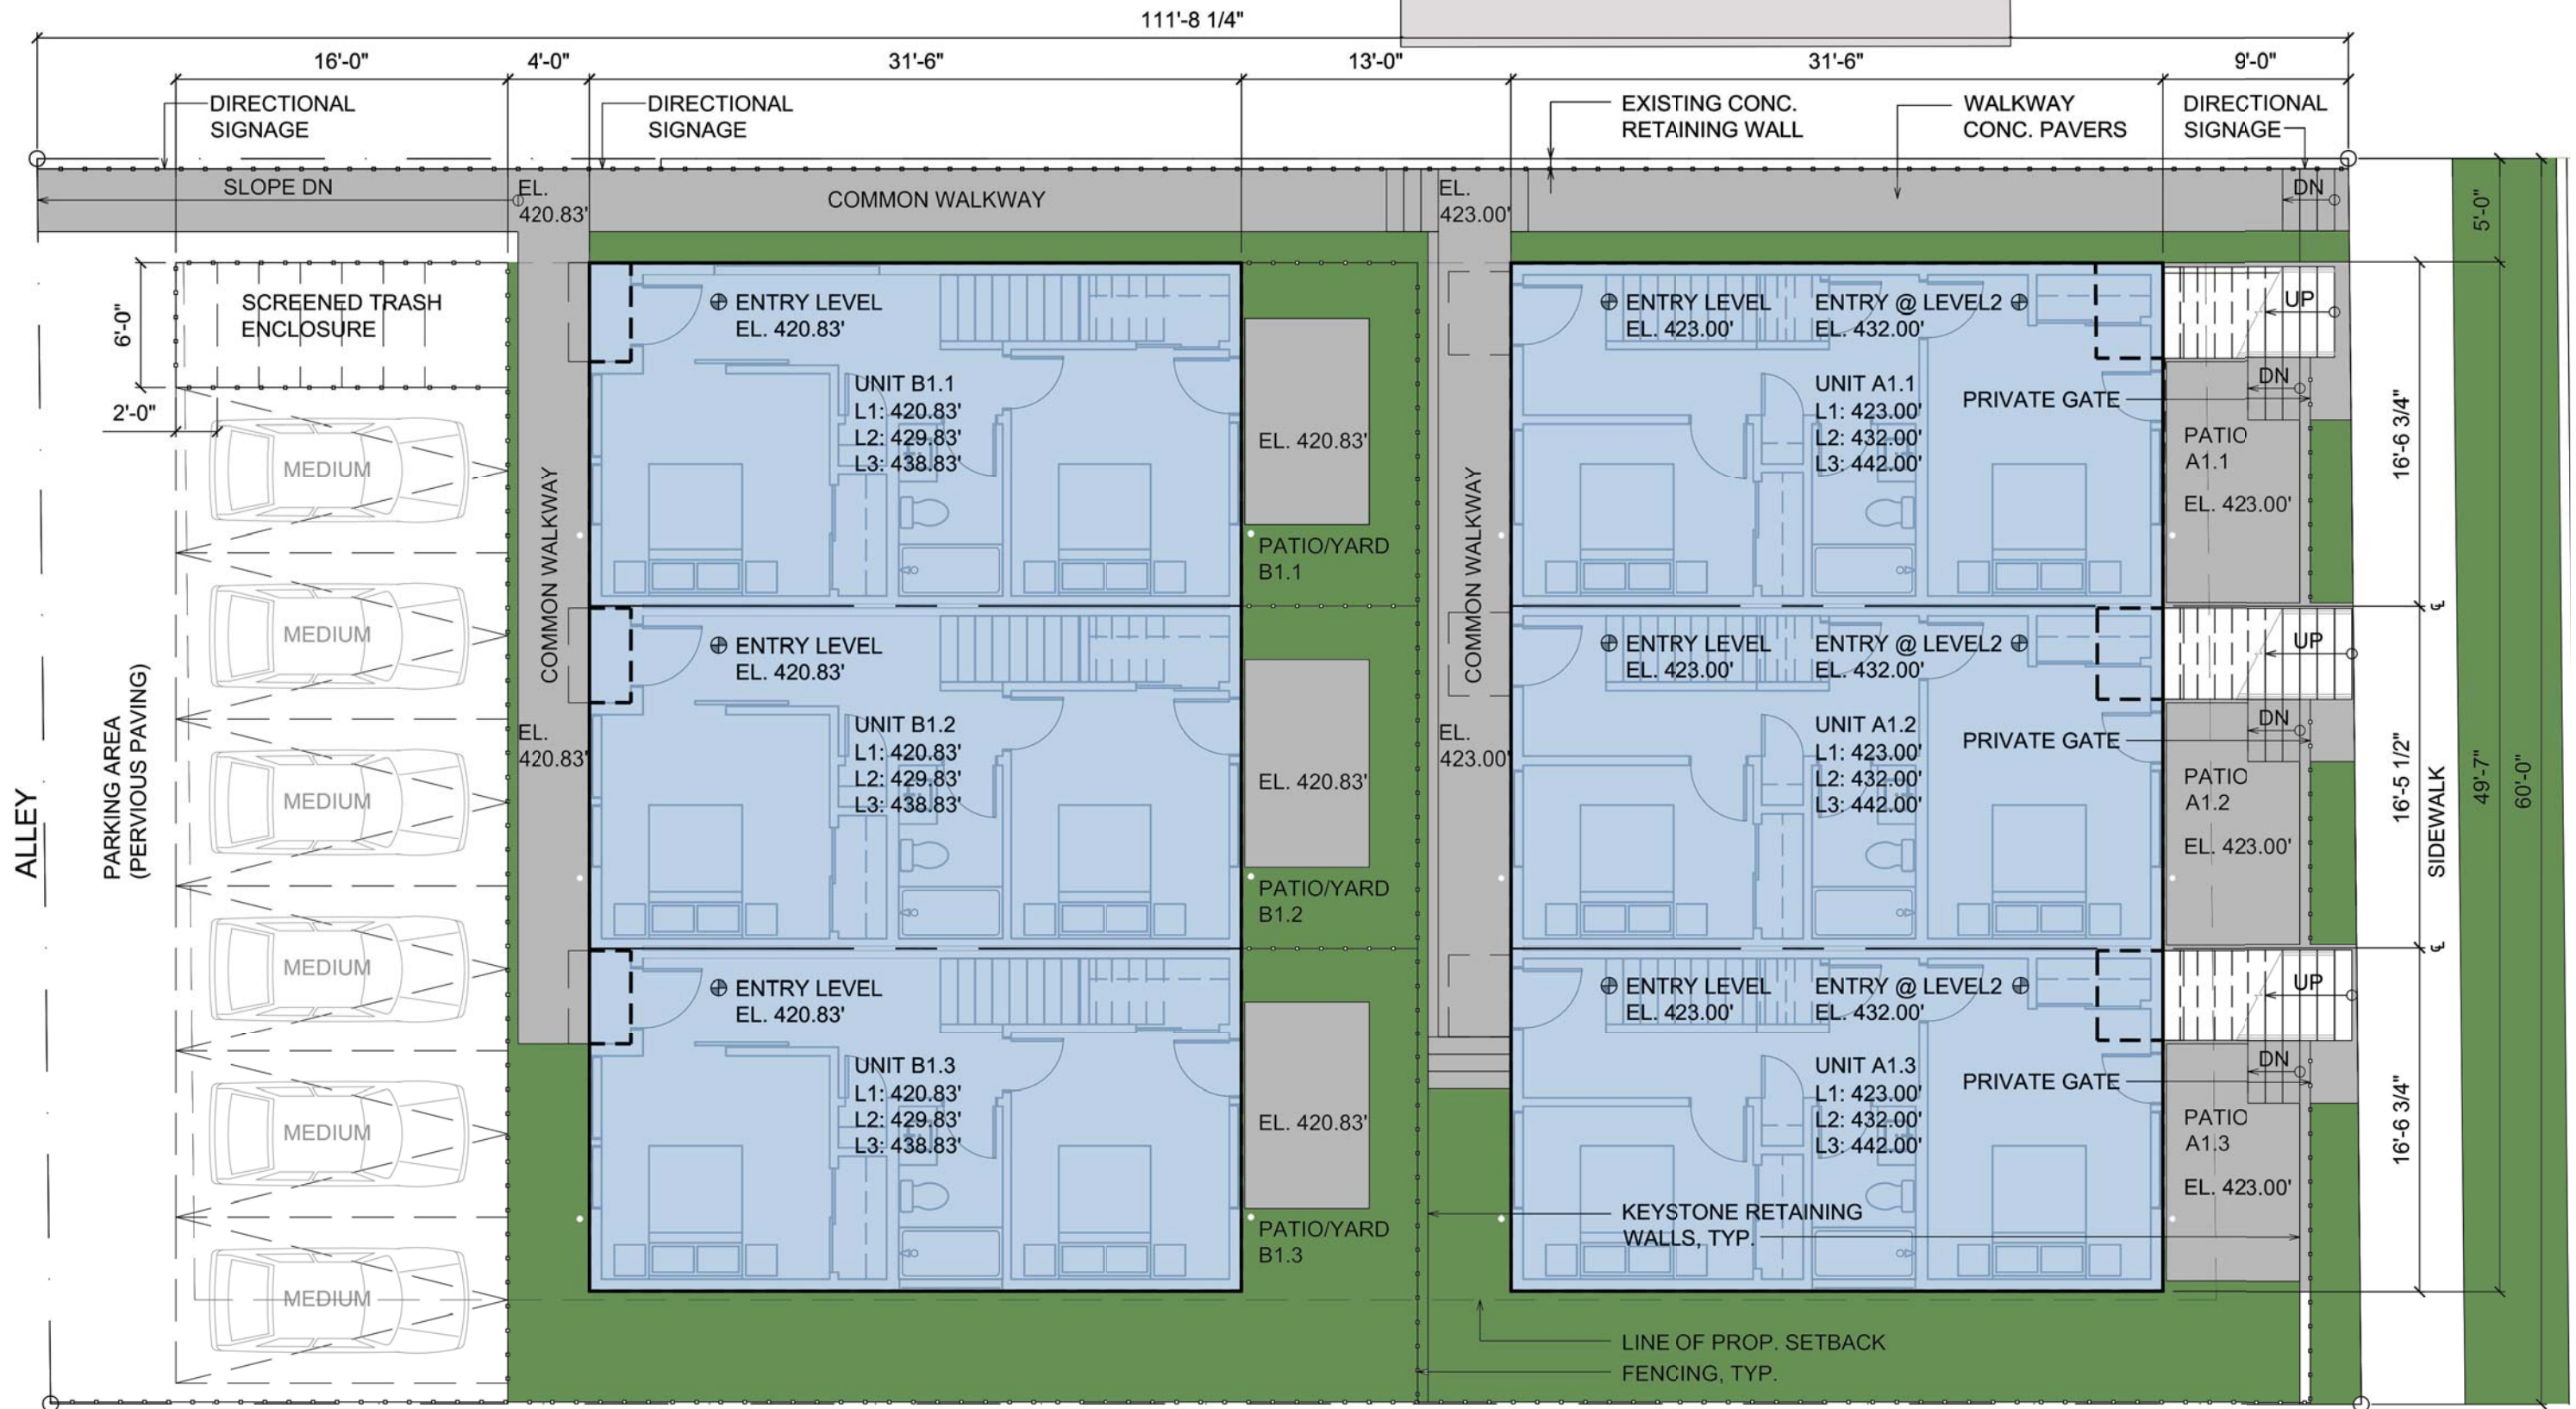 111'-8 1/4"
16'-0"
4'-0"
31'-6"
13'-0"
31'-6"
9'-0"
DIRECTIONAL
SIGNAGE
DIRECTIONAL
SIGNAGE
EXISTING CONC.
RETAINING WALL
WALKWAY
CONC. PAVERS
DIRECTIONAL
SIGNAGE
SLOPE DN
EL.
420.83'
COMMON WALKWAY
EL.
423.00'
DN
5'-0"
6'-0"
SCREENED TRASH
ENCLOSURE
2'-0"
ENTRY LEVEL
EL. 420.83'
UNIT B1.1
L1: 420.83'
L2: 429.83'
L3: 438.83'
EL. 420.83'
PATIO/YARD
B1.1
ENTRY LEVEL
EL. 423.00'
ENTRY @ LEVEL2
EL. 432.00'
UNIT A1.1
L1: 423.00'
L2: 432.00'
L3: 442.00'
PRIVATE GATE
UP
DN
PATIO
A1.1
EL. 423.00'
16'-6 3/4"
MEDIUM
MEDIUM
MEDIUM
MEDIUM
MEDIUM
MEDIUM
ALLEY
PARKING AREA
(PERVIOUS PAVING)
COMMON WALKWAY
EL.
420.83'
ENTRY LEVEL
EL. 420.83'
UNIT B1.2
L1: 420.83'
L2: 429.83'
L3: 438.83'
EL. 420.83'
PATIO/YARD
B1.2
COMMON WALKWAY
EL.
423.00'
ENTRY LEVEL
EL. 423.00'
ENTRY @ LEVEL2
EL. 432.00'
UNIT A1.2
L1: 423.00'
L2: 432.00'
L3: 442.00'
PRIVATE GATE
UP
DN
PATIO
A1.2
EL. 423.00'
16'-5 1/2"
SIDEWALK
49'-7"
60'-0"
ENTRY LEVEL
EL. 420.83'
UNIT B1.3
L1: 420.83'
L2: 429.83'
L3: 438.83'
EL. 420.83'
PATIO/YARD
B1.3
ENTRY LEVEL
EL. 423.00'
ENTRY @ LEVEL2
EL. 432.00'
UNIT A1.3
L1: 423.00'
L2: 432.00'
L3: 442.00'
PRIVATE GATE
UP
DN
PATIO
A1.3
EL. 423.00'
16'-6 3/4"
KEYSTONE RETAINING
WALLS, TYP.
LINE OF PROP. SETBACK
FENCING, TYP.